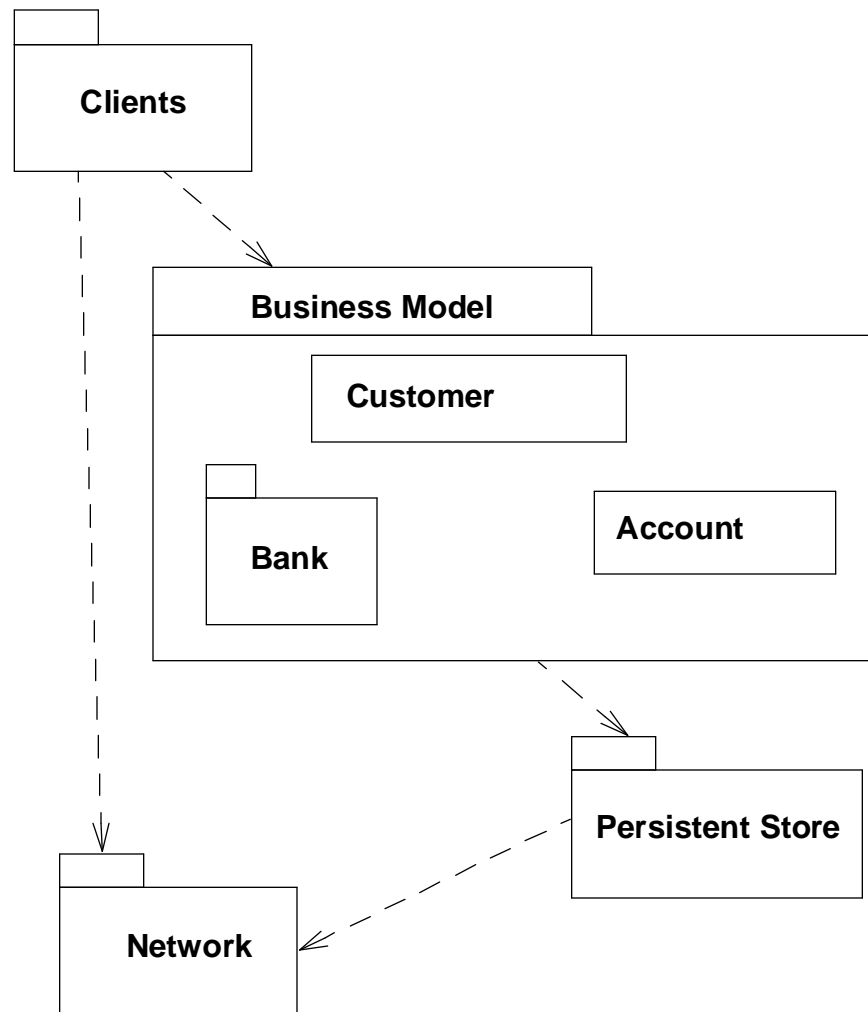 Clients
Business Model
Customer
Account
Bank
Persistent Store
Network